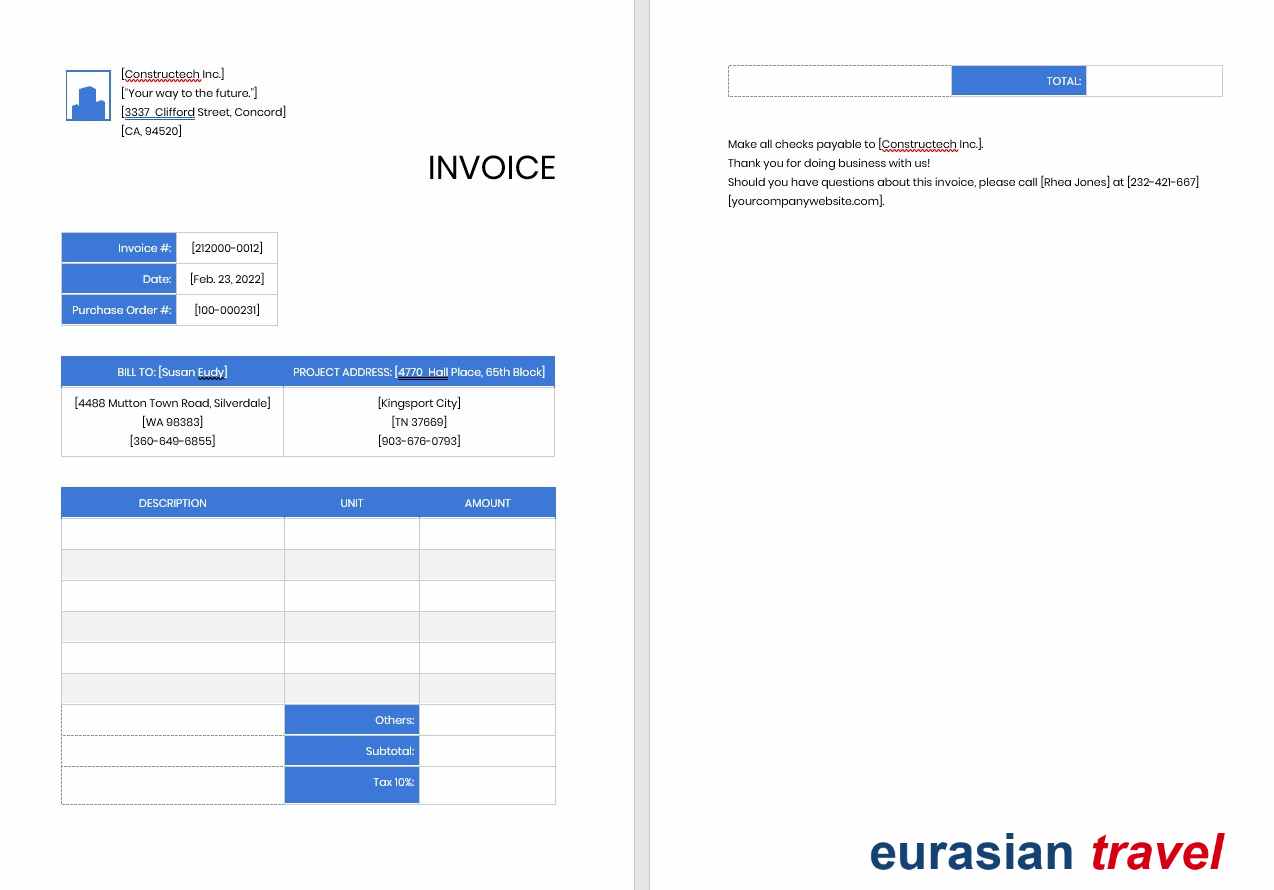 [Constructech Inc.]
["Your way to the future."]
[3337  Clifford Street, Concord]
[CA, 94520]
INVOICE
Invoice #: [212000-0012]
Date: [Feb. 23, 2022]
Purchase Order #: [100-000231]
BILL TO: [Susan Eudy] PROJECT ADDRESS: [4770  Hall Place, 65th Block]
[4488 Mutton Town Road, Silverdale] [Kingsport City]
[WA 98383] [TN 37669]
[360-649-6855] [903-676-0793]
DESCRIPTION UNIT AMOUNT
Others:
Subtotal:
Tax 10%:
TOTAL:
Make all checks payable to [Constructech Inc.].
Thank you for doing business with us!
Should you have questions about this invoice, please call [Rhea Jones] at [232-421-667]
[yourcompanywebsite.com].
eurasian travel